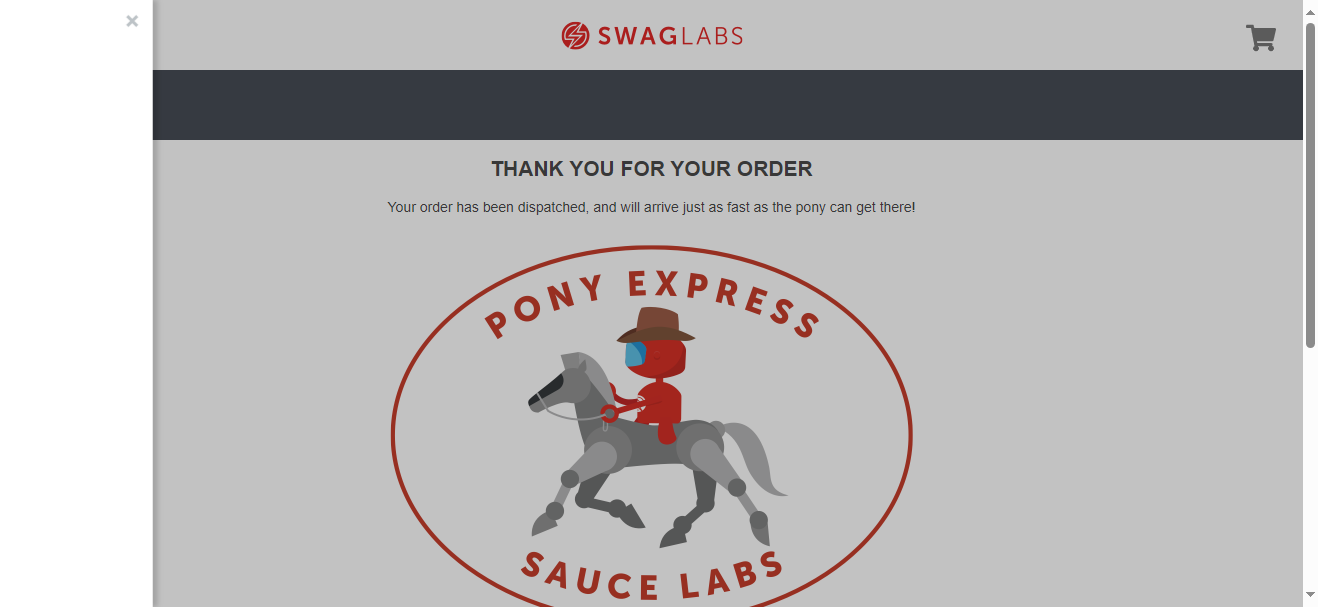 SWAGLABS
THANK YOU FOR YOUR ORDER
Your order has been dispatched, and will arrive just as fast as the pony can get there!
PONY EXPRESS
SAUCE LABS